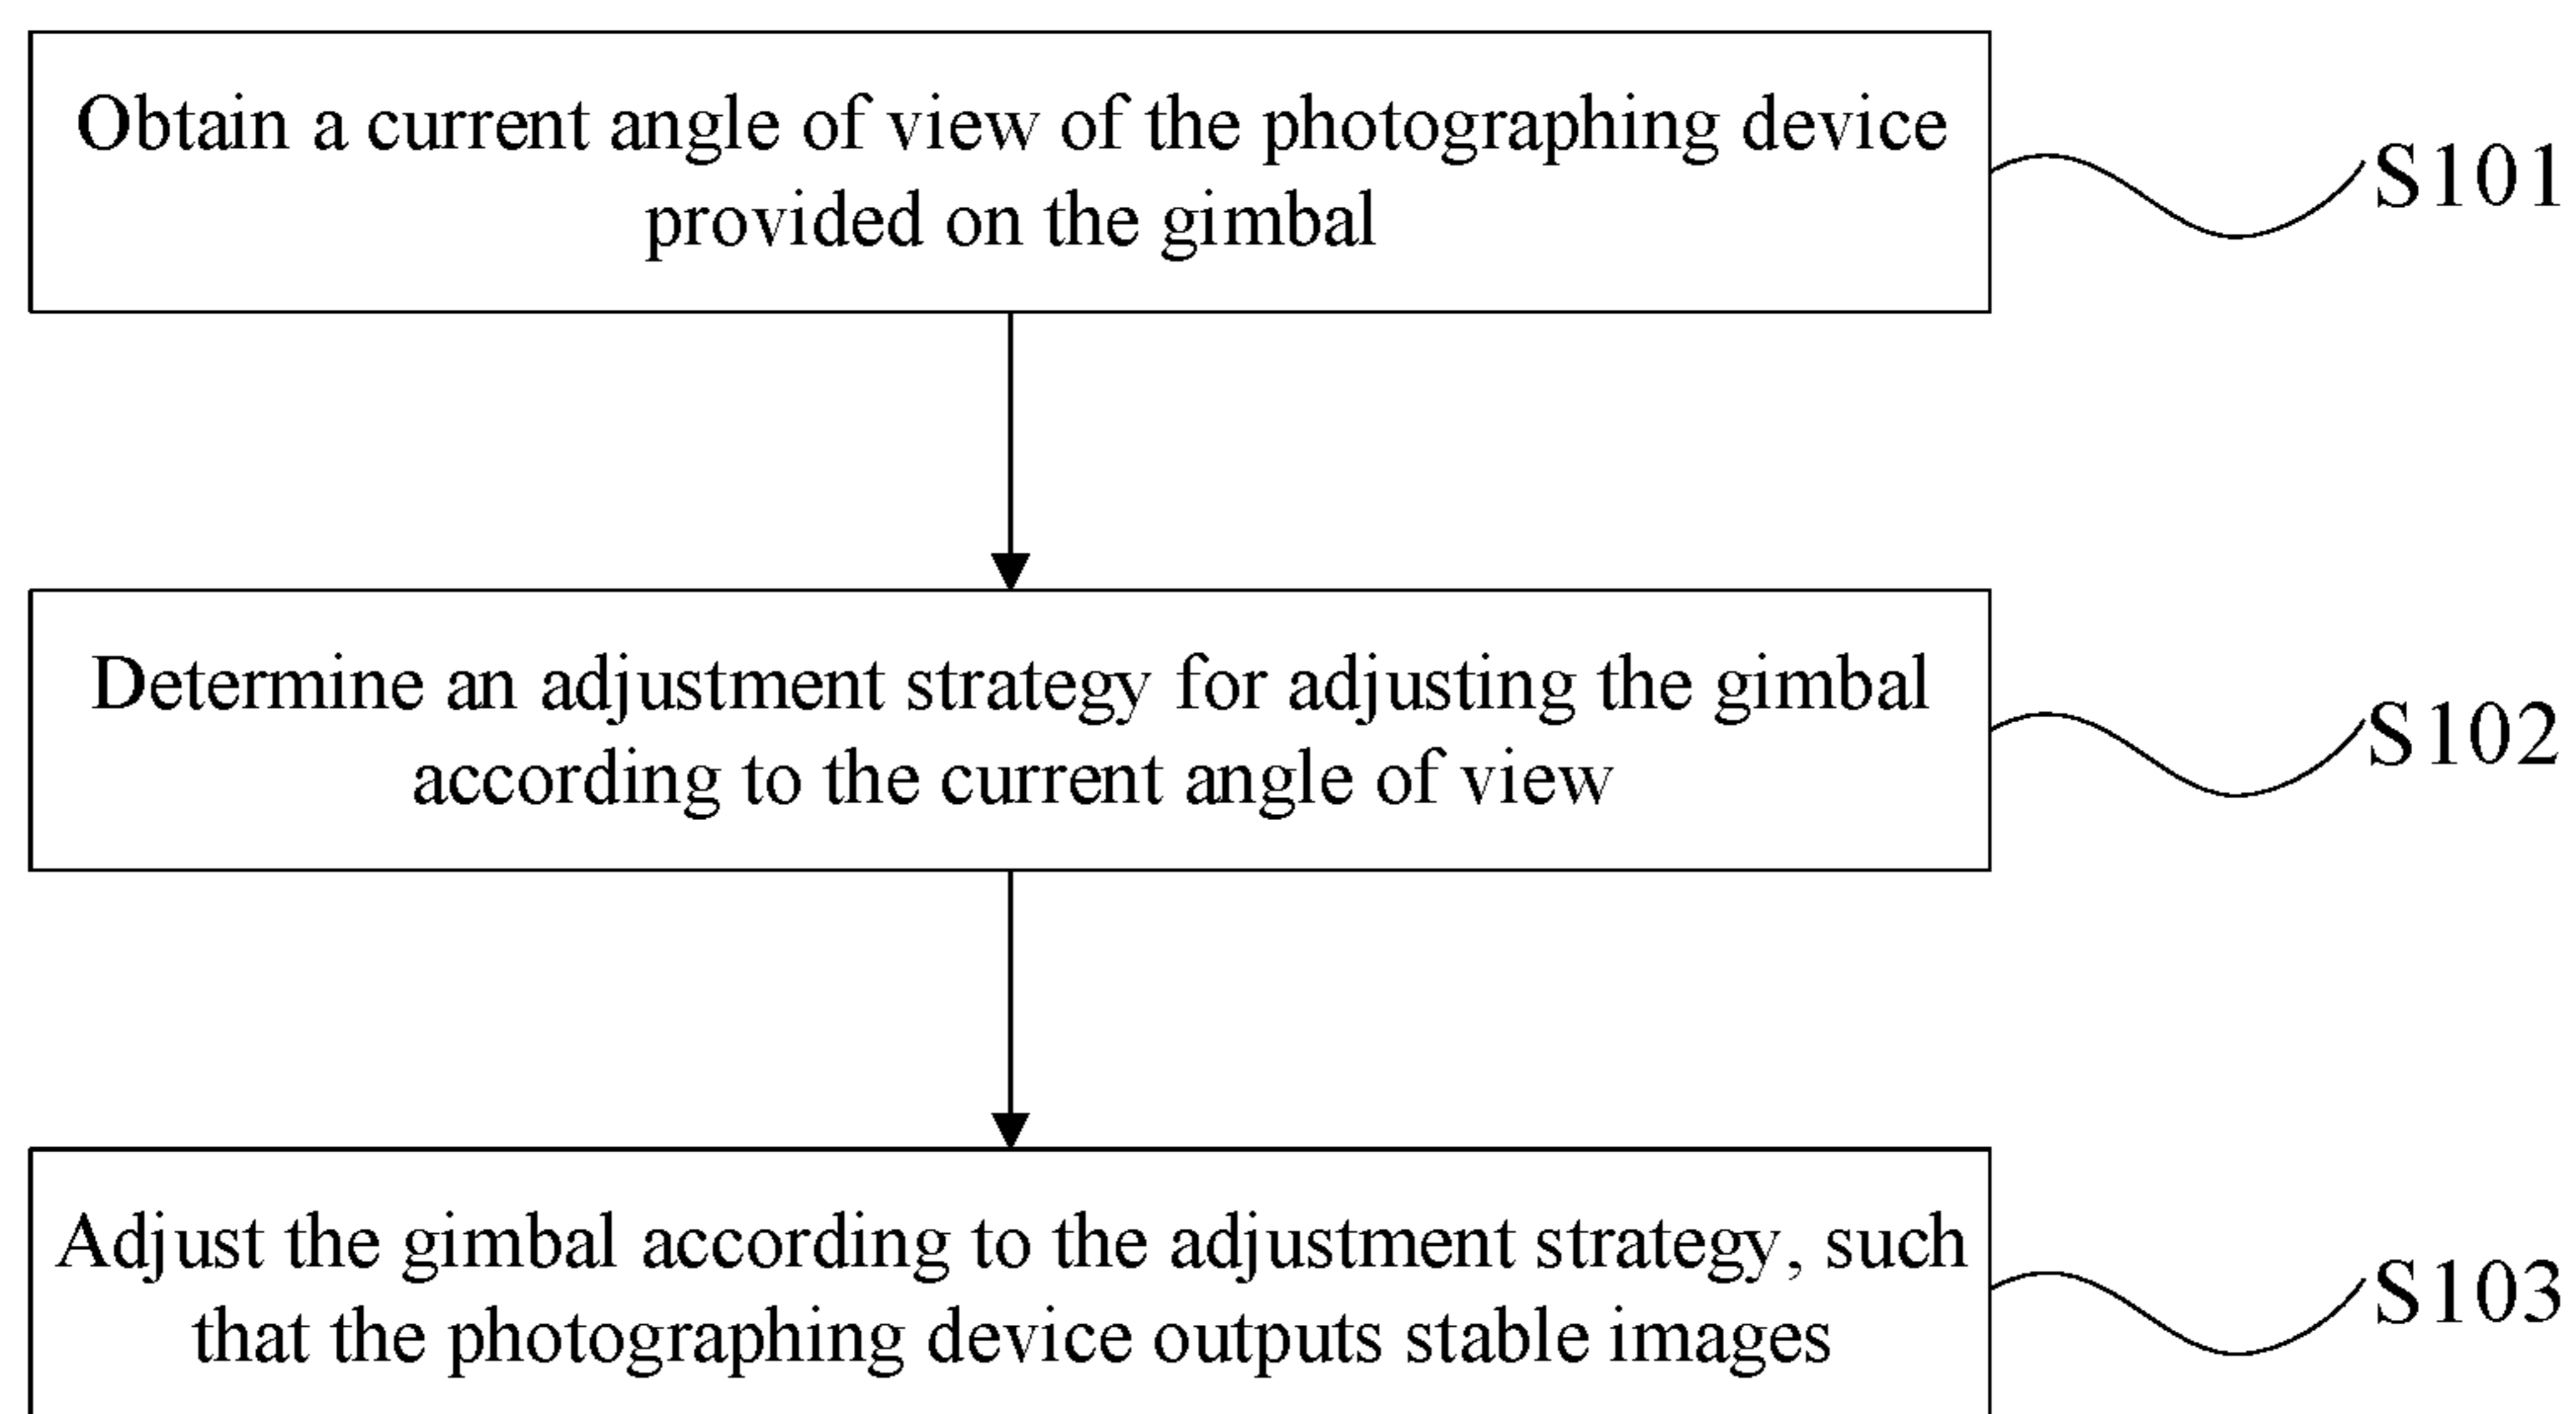 Obtain a current angle of view of the photographing device
provided on the gimbal
S101
Determine an adjustment strategy for adjusting the gimbal
according to the current angle of view
S102
Adjust the gimbal according to the adjustment strategy, such
that the photographing device outputs stable images
S103